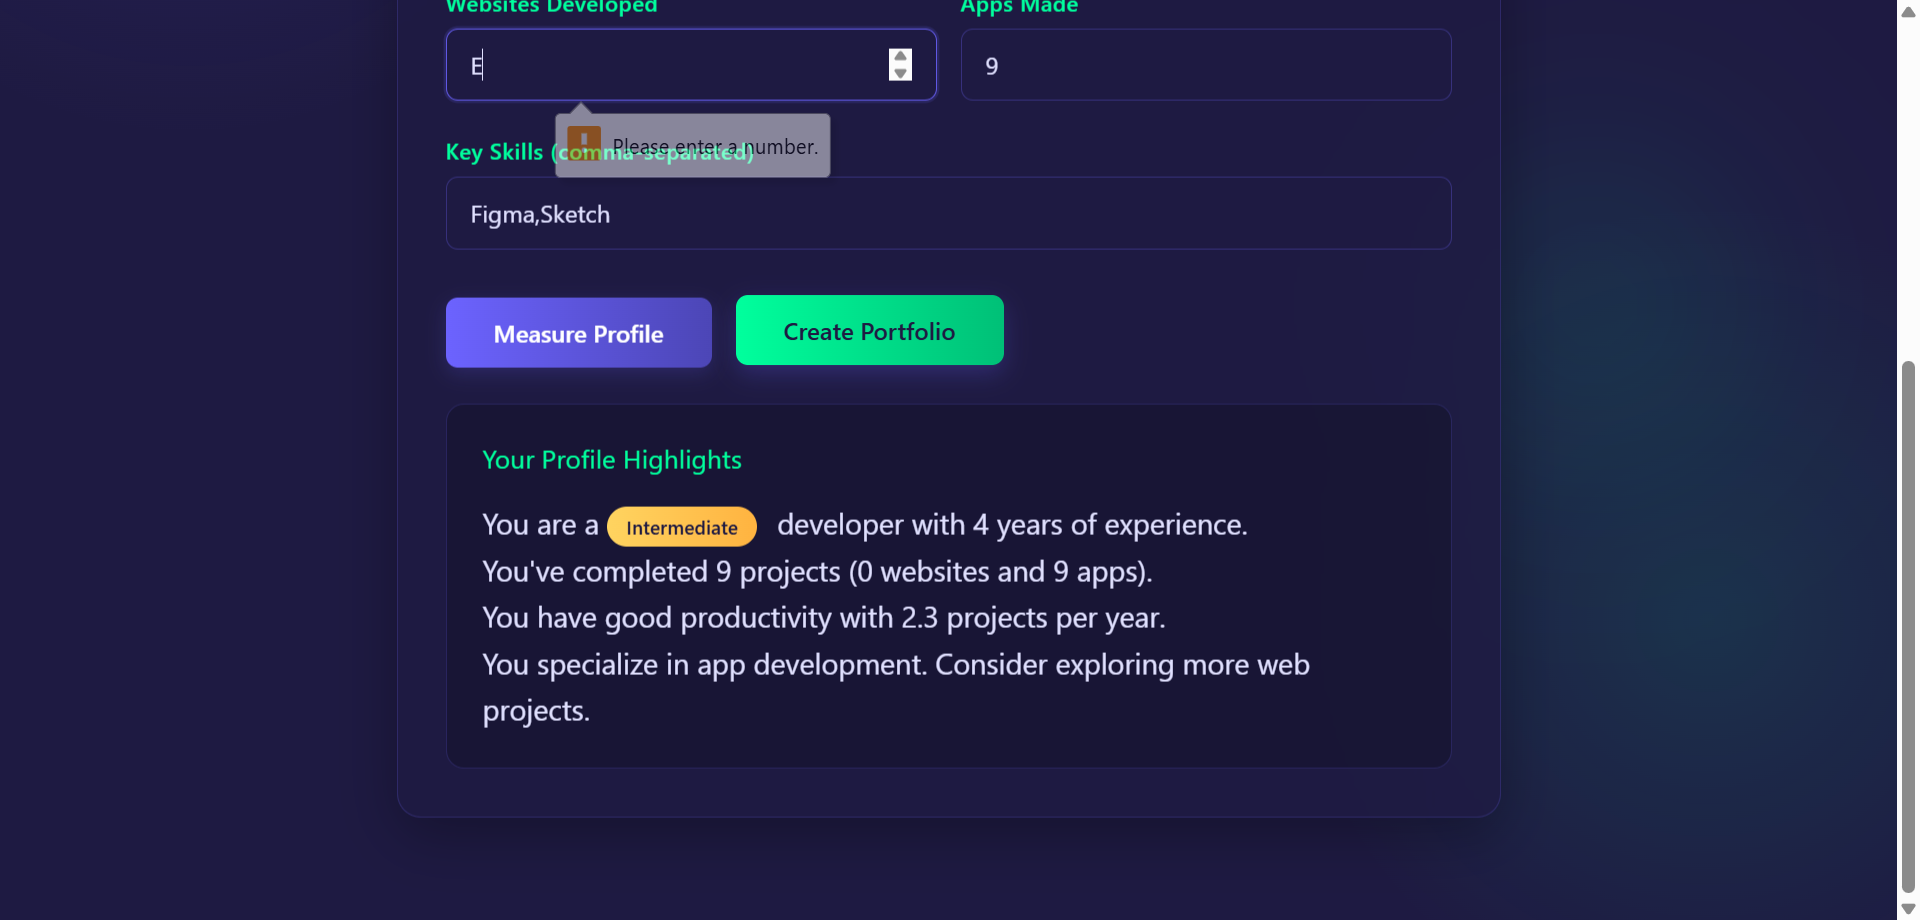 Websites Developed
Apps Made
E
9
Please enter a number.
Key Skills (comma-separated)
Figma,Sketch
Measure Profile
Create Portfolio
Your Profile Highlights
You are a Intermediate developer with 4 years of experience.
You've completed 9 projects (0 websites and 9 apps).
You have good productivity with 2.3 projects per year.
You specialize in app development. Consider exploring more web
projects.